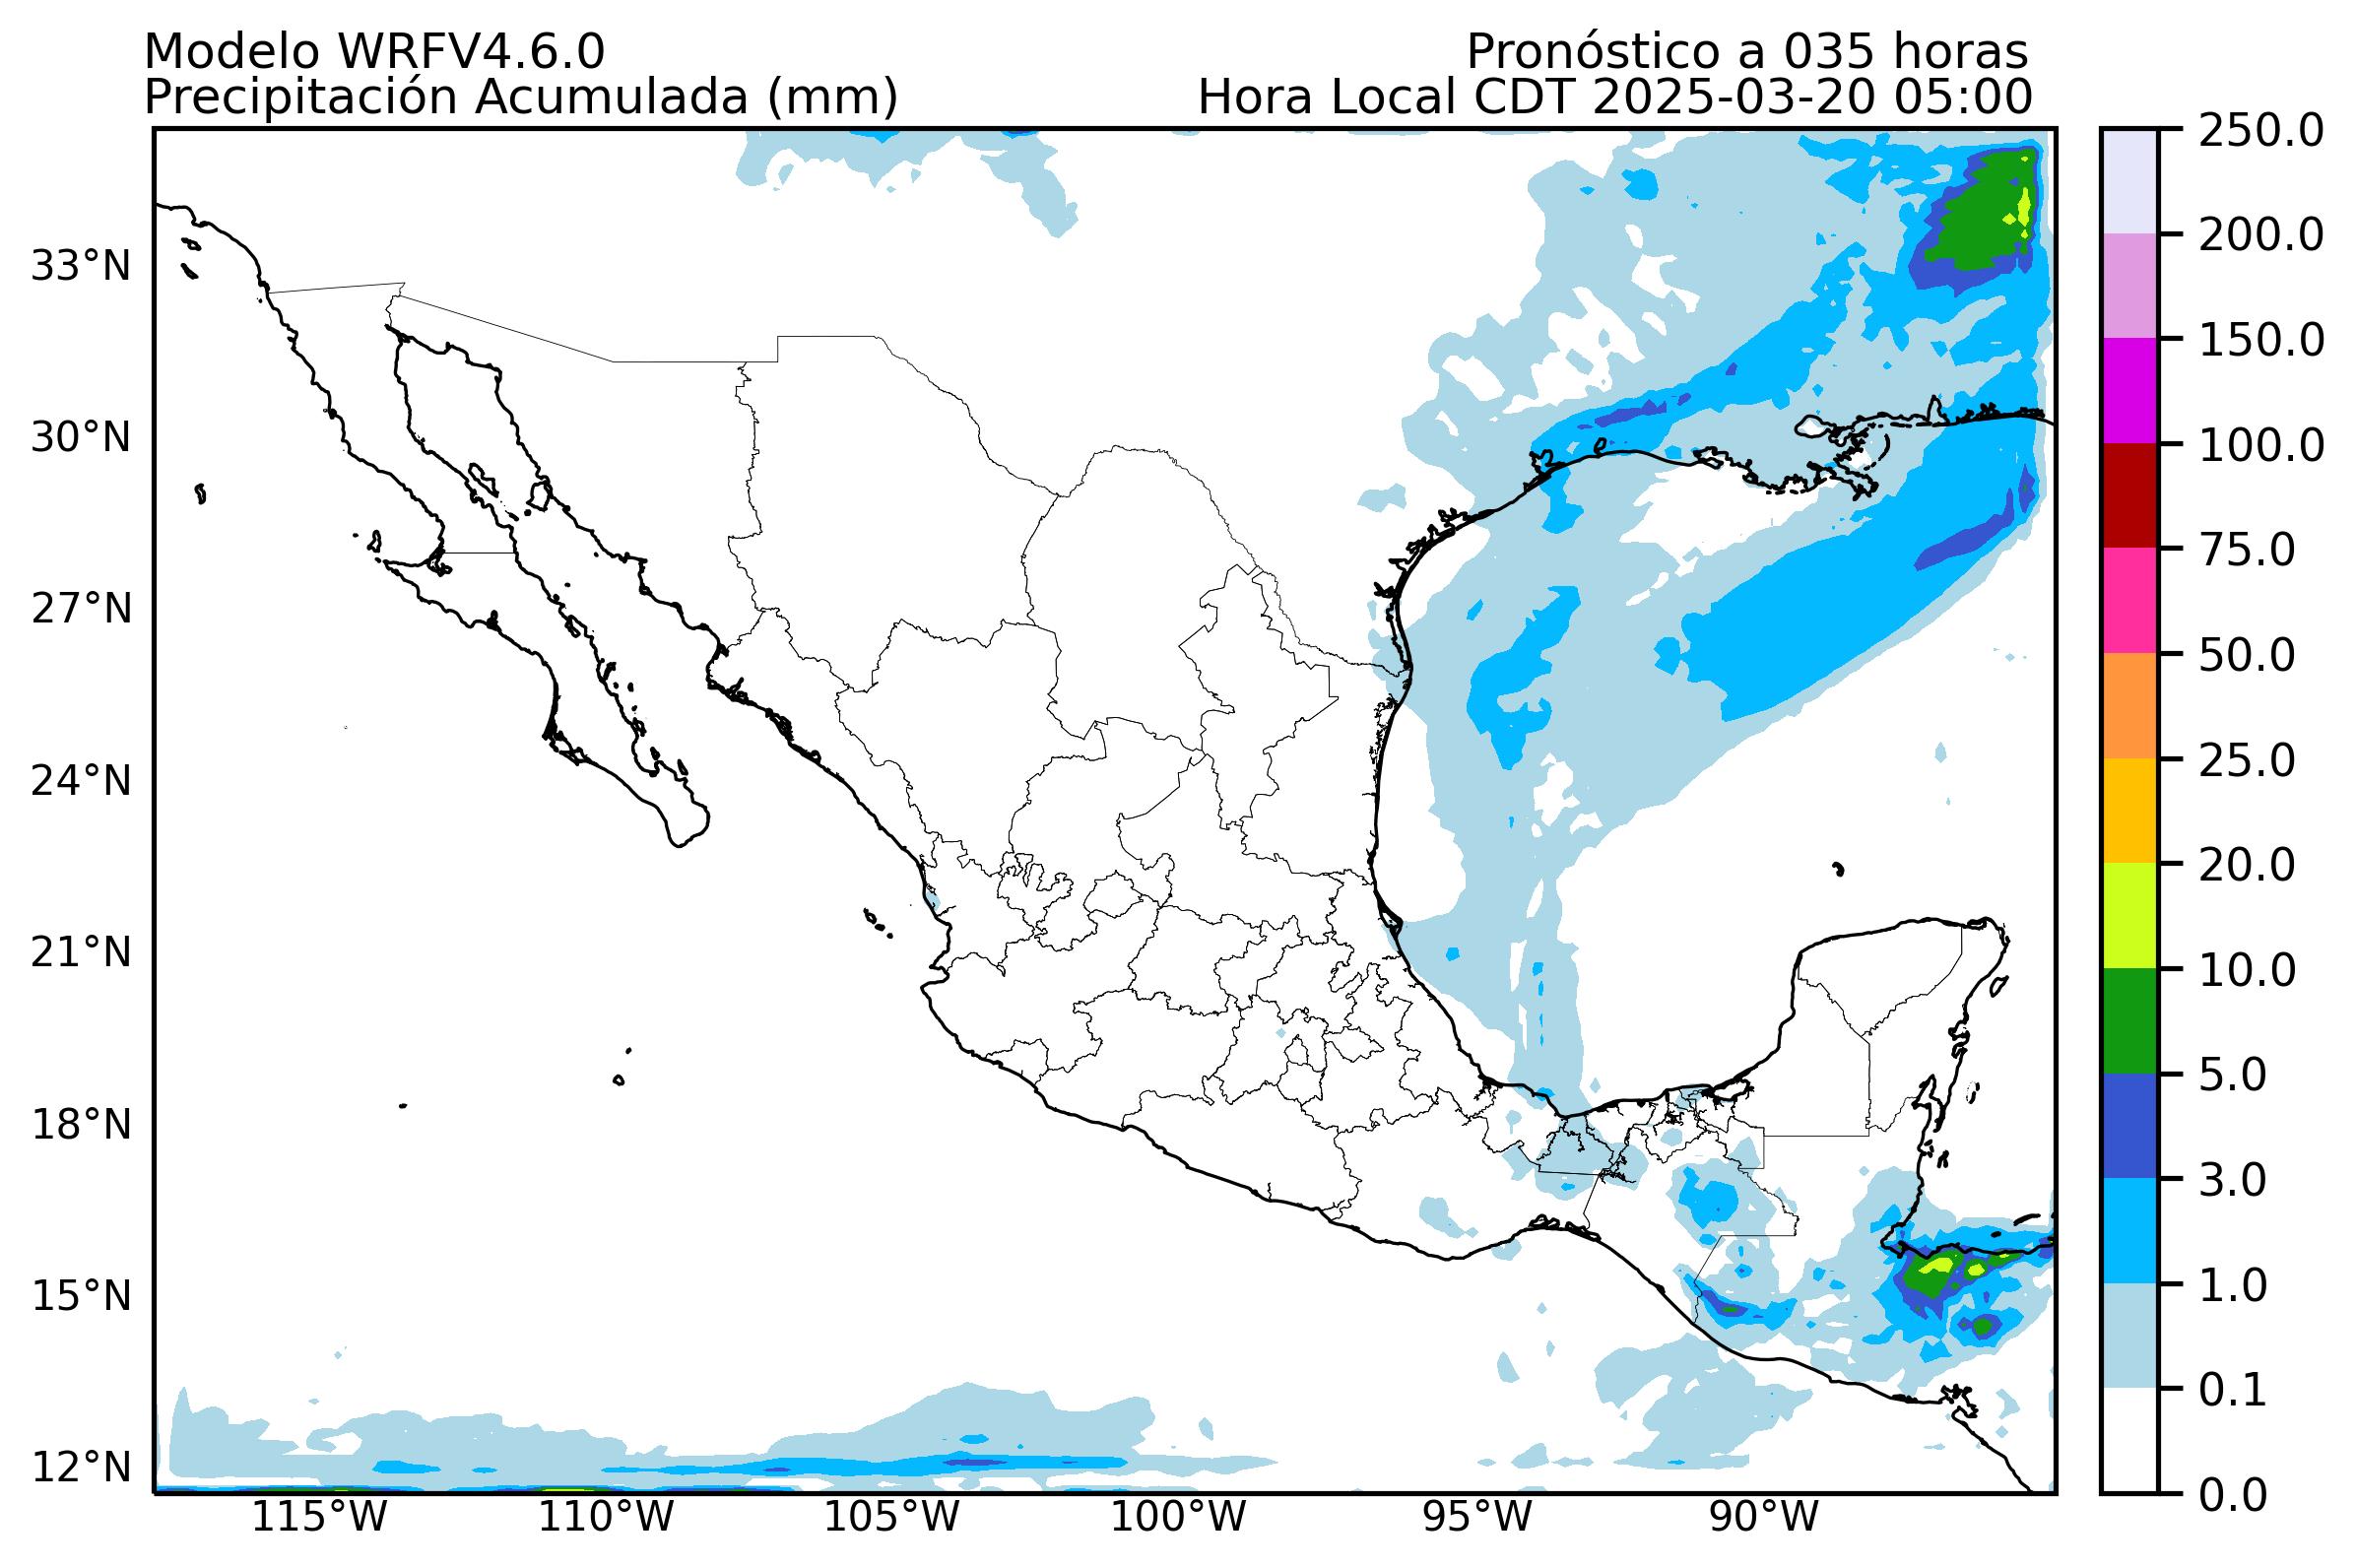 Modelo WRFV4.6.0
Pronóstico a 035 horas
Precipitación Acumulada (mm)
Hora Local CDT 2025-03-20 05:00
33°N
30°N
27°N
24°N
21°N
18°N
15°N
12°N
115°W
110°W
105°W
100°W
95°W
90°W
250.0
200.0
150.0
100.0
75.0
50.0
25.0
20.0
10.0
5.0
3.0
1.0
0.1
0.0